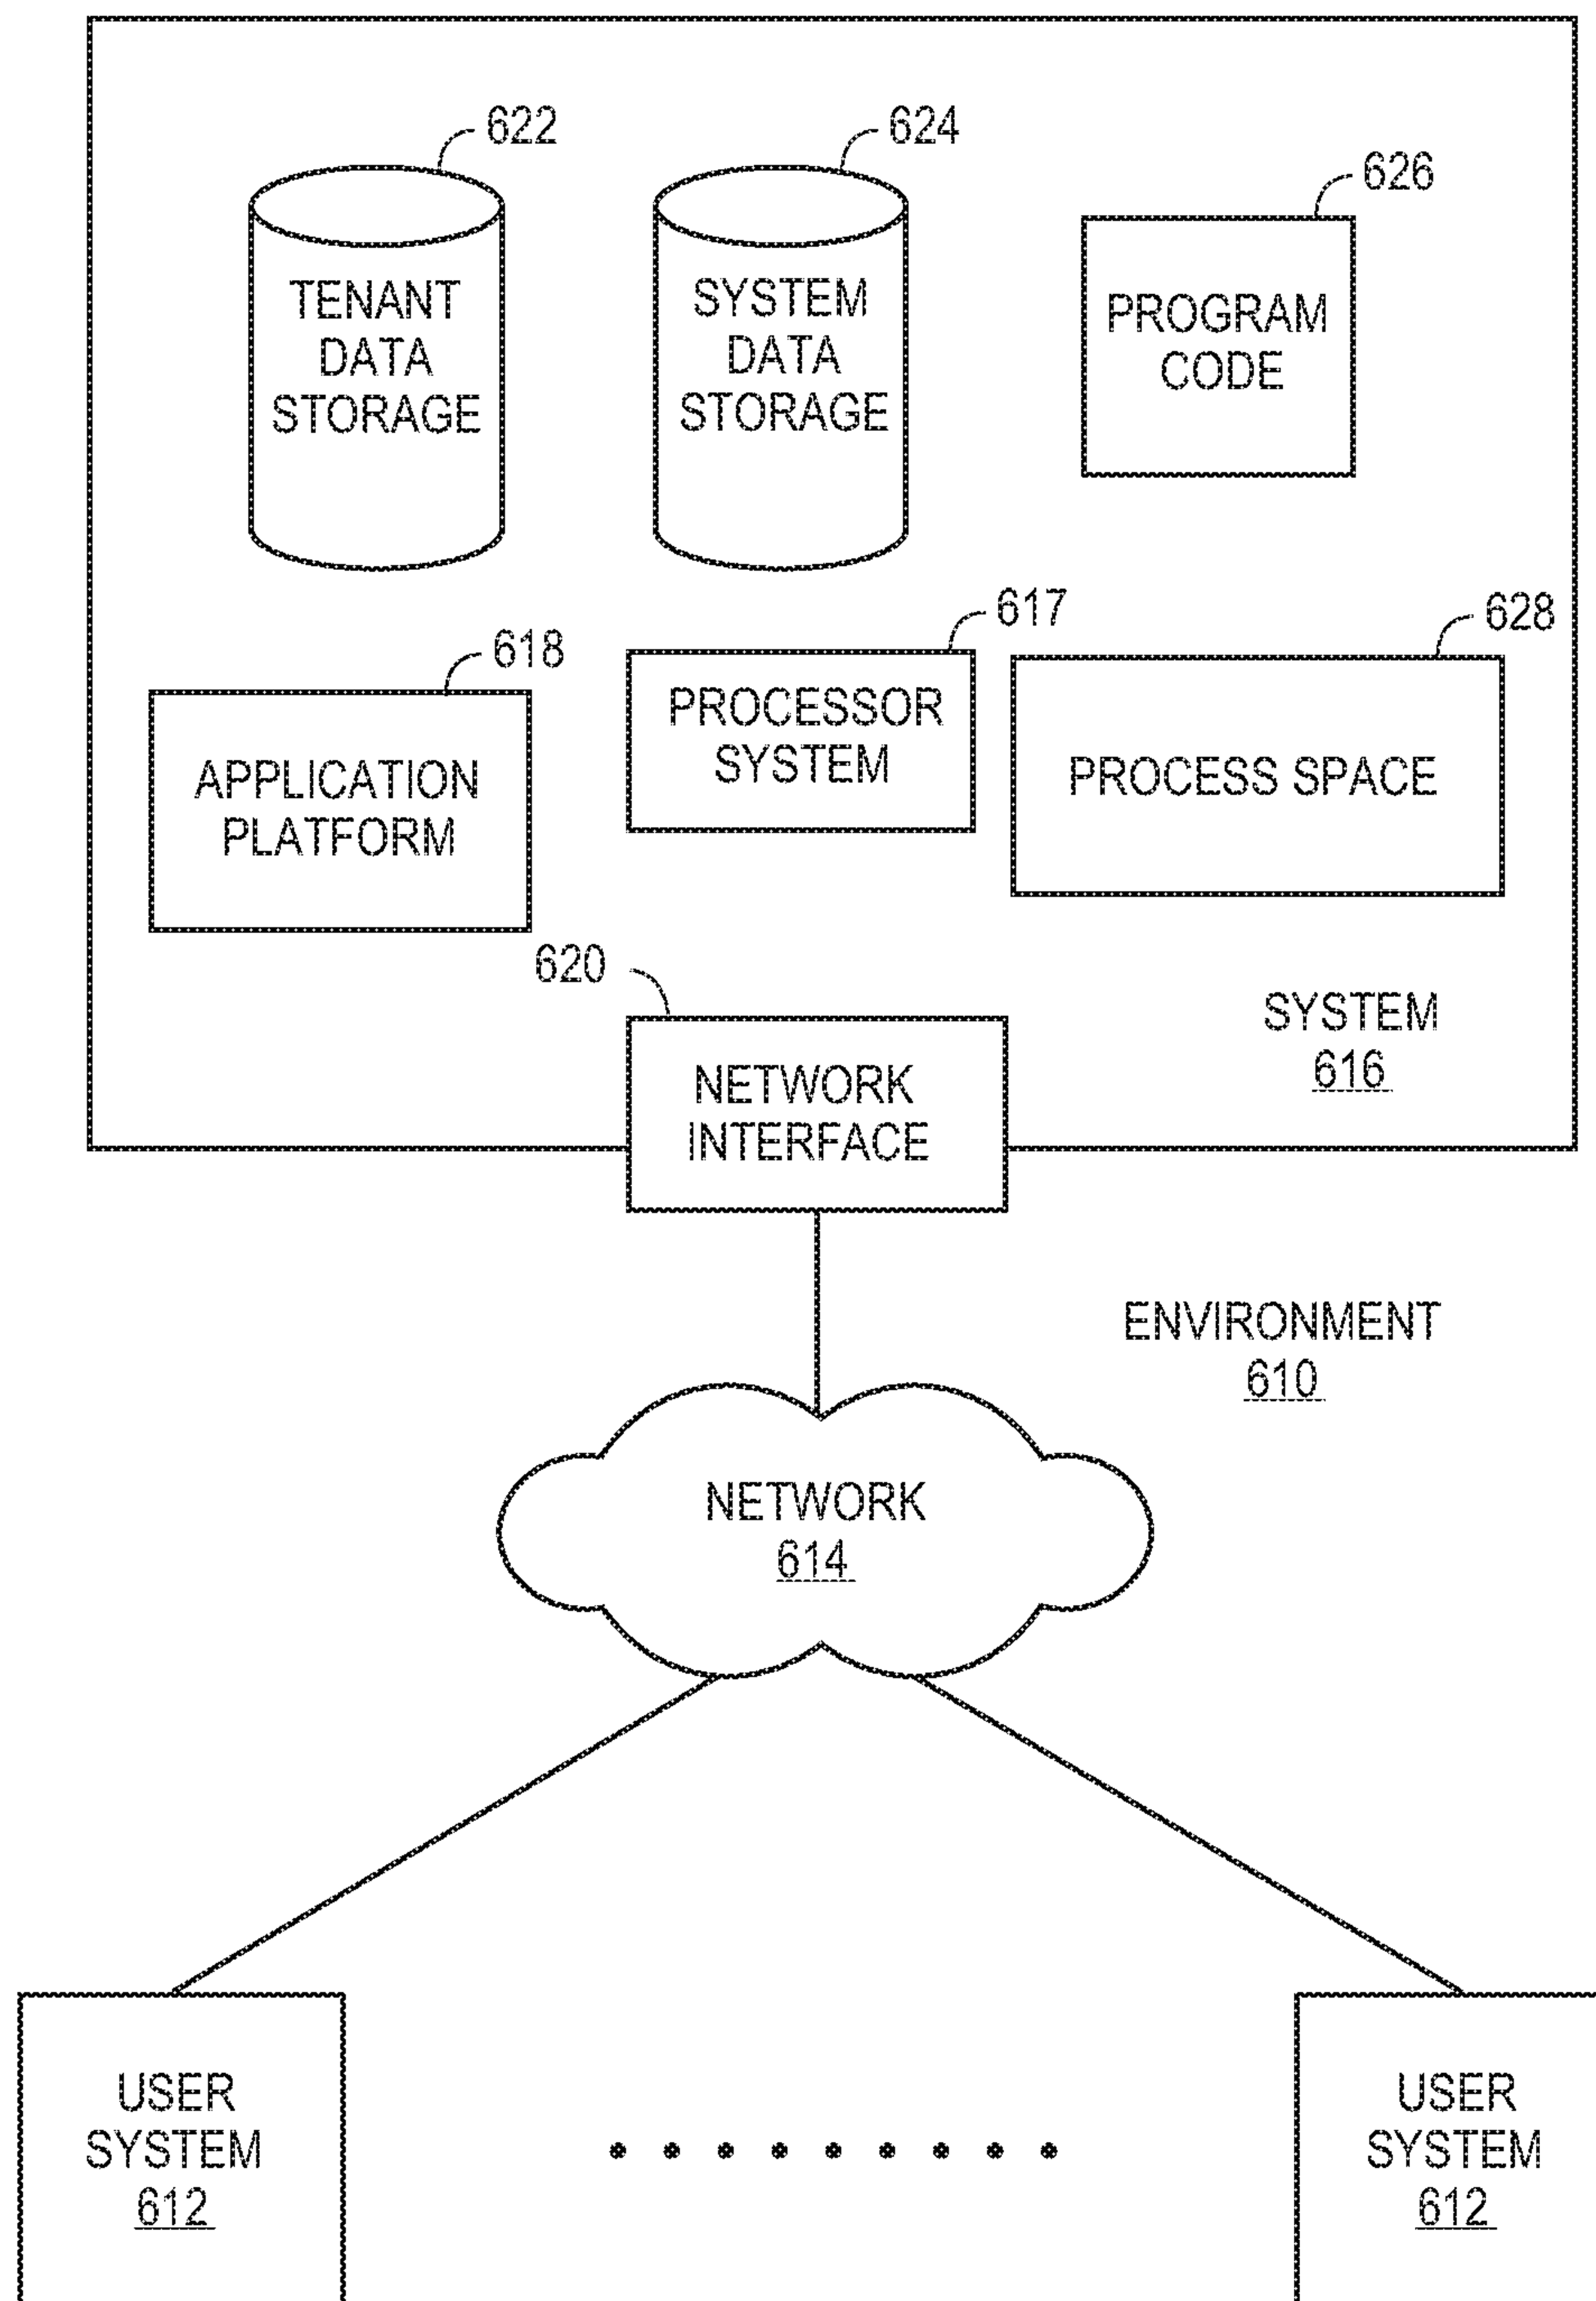 622
624
626
TENANT
DATA
STORAGE
SYSTEM
DATA
STORAGE
PROGRAM
CODE
618
617
628
APPLICATION
PLATFORM
PROCESSOR
SYSTEM
PROCESS SPACE
620
NETWORK
INTERFACE
SYSTEM
616
ENVIRONMENT
610
NETWORK
614
USER
SYSTEM
612
USER
SYSTEM
612